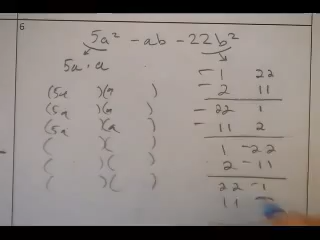 6
5a² - ab - 22b²
5a · a
(5a )(a )
(5a )(a )
(5a )(a )
( )( )
( )( )
( )( )
- 1 22
- 2 11
- 22 1
- 11 2
1 -22
2 -11
22 -1
11 -